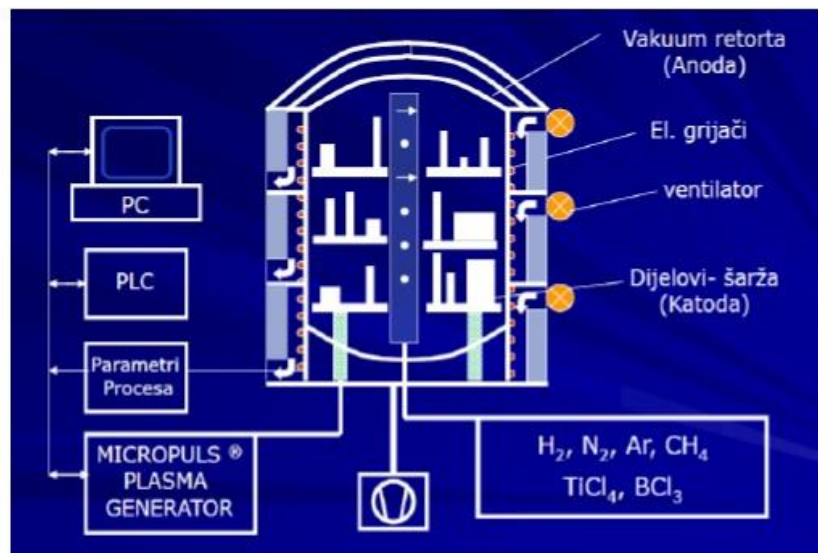 Vakuum retorta
(Anoda)
El. grijači
ventilator
Dijelovi- šarža
(Katoda)
PC
PLC
Parametri
Procesa
MICROPULS ®
PLASMA
GENERATOR
H₂, N₂, Ar, CH₄
TiCl₄, BCl₃